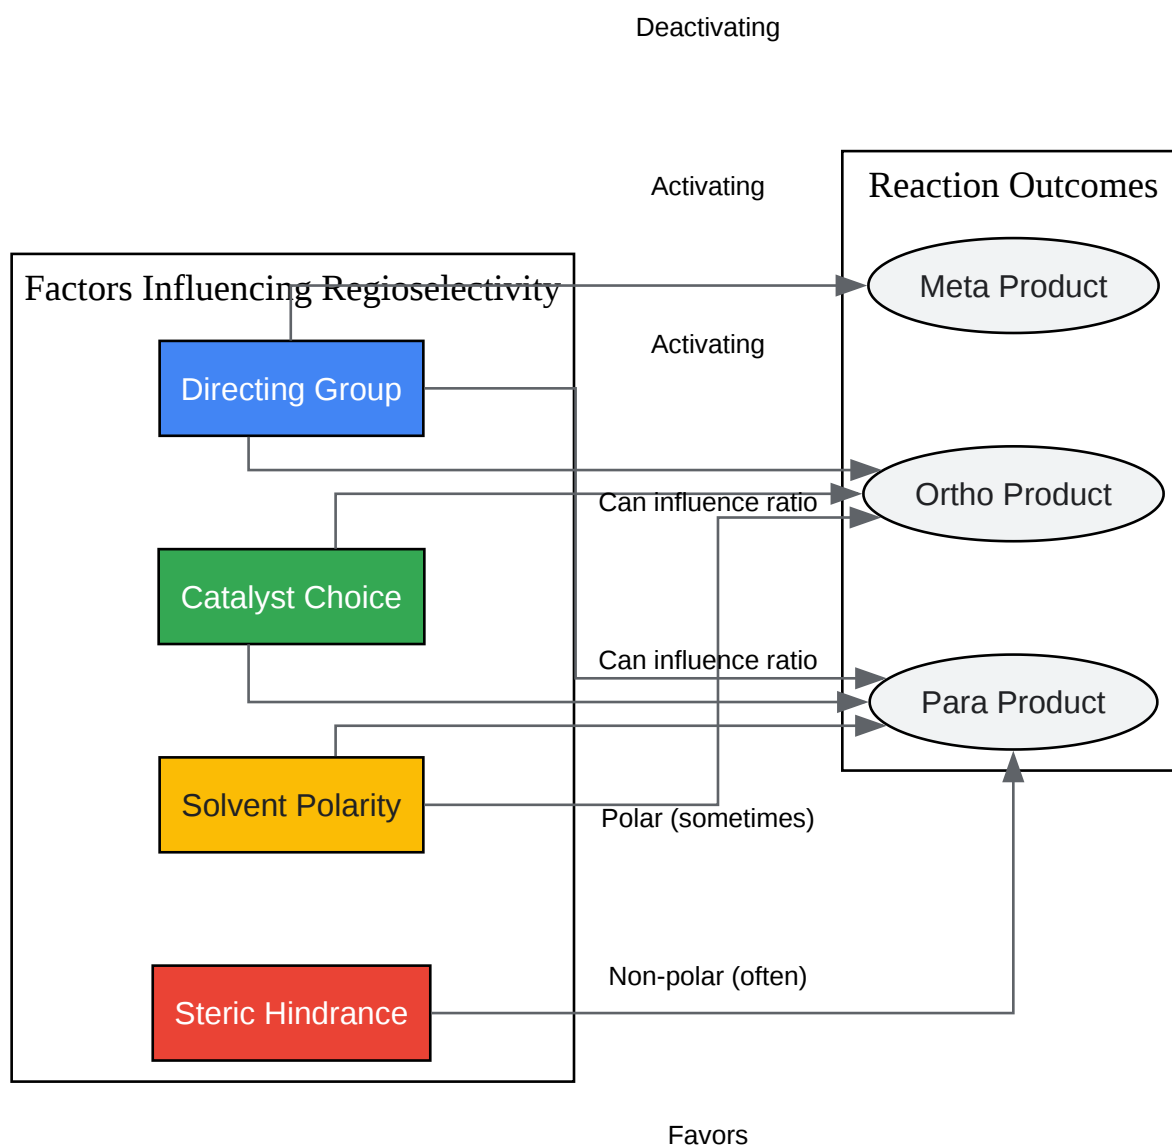 Deactivating
Activating
Reaction Outcomes
Factors Influencing Regioselectivity
Meta Product
Activating
Directing Group
Can influence ratio
Ortho Product
Catalyst Choice
Can influence ratio
Para Product
Solvent Polarity
Polar (sometimes)
Non-polar (often)
Steric Hindrance
Favors